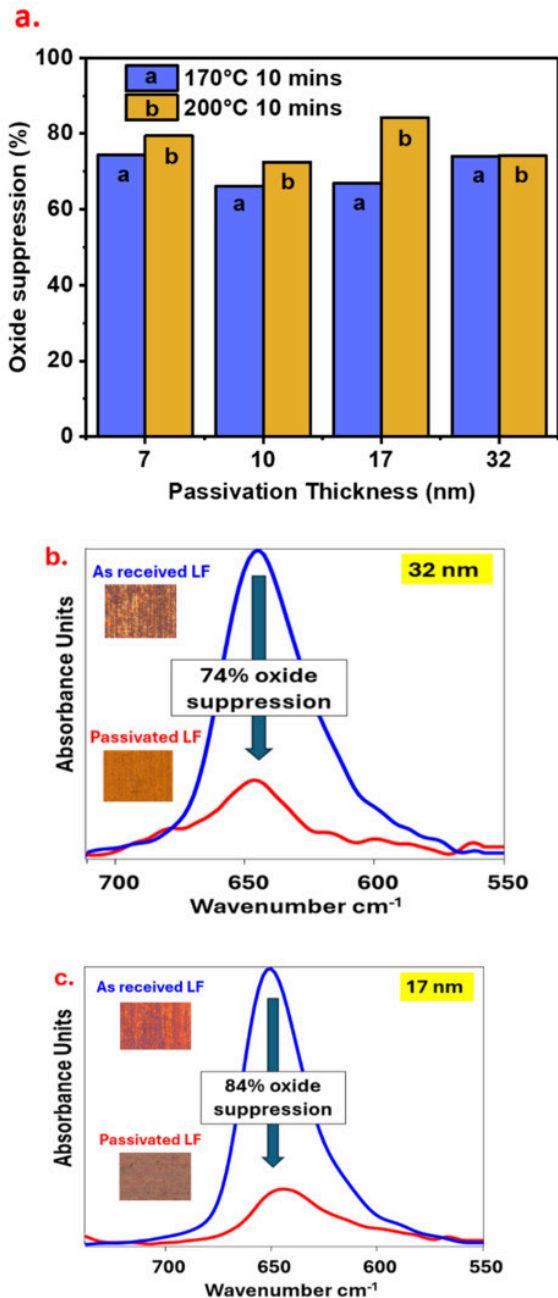 a.
a 170°C 10 mins
b 200°C 10 mins
100
80
60
40
20
0
Oxide suppression (%)
a b a b a b a b
7 10 17 32
Passivation Thickness (nm)
b.
As received LF
32 nm
74% oxide
suppression
Passivated LF
Absorbance Units
700 650 600 550
Wavenumber cm⁻¹
c.
As received LF
17 nm
84% oxide
suppression
Passivated LF
Absorbance Units
700 650 600 550
Wavenumber cm⁻¹